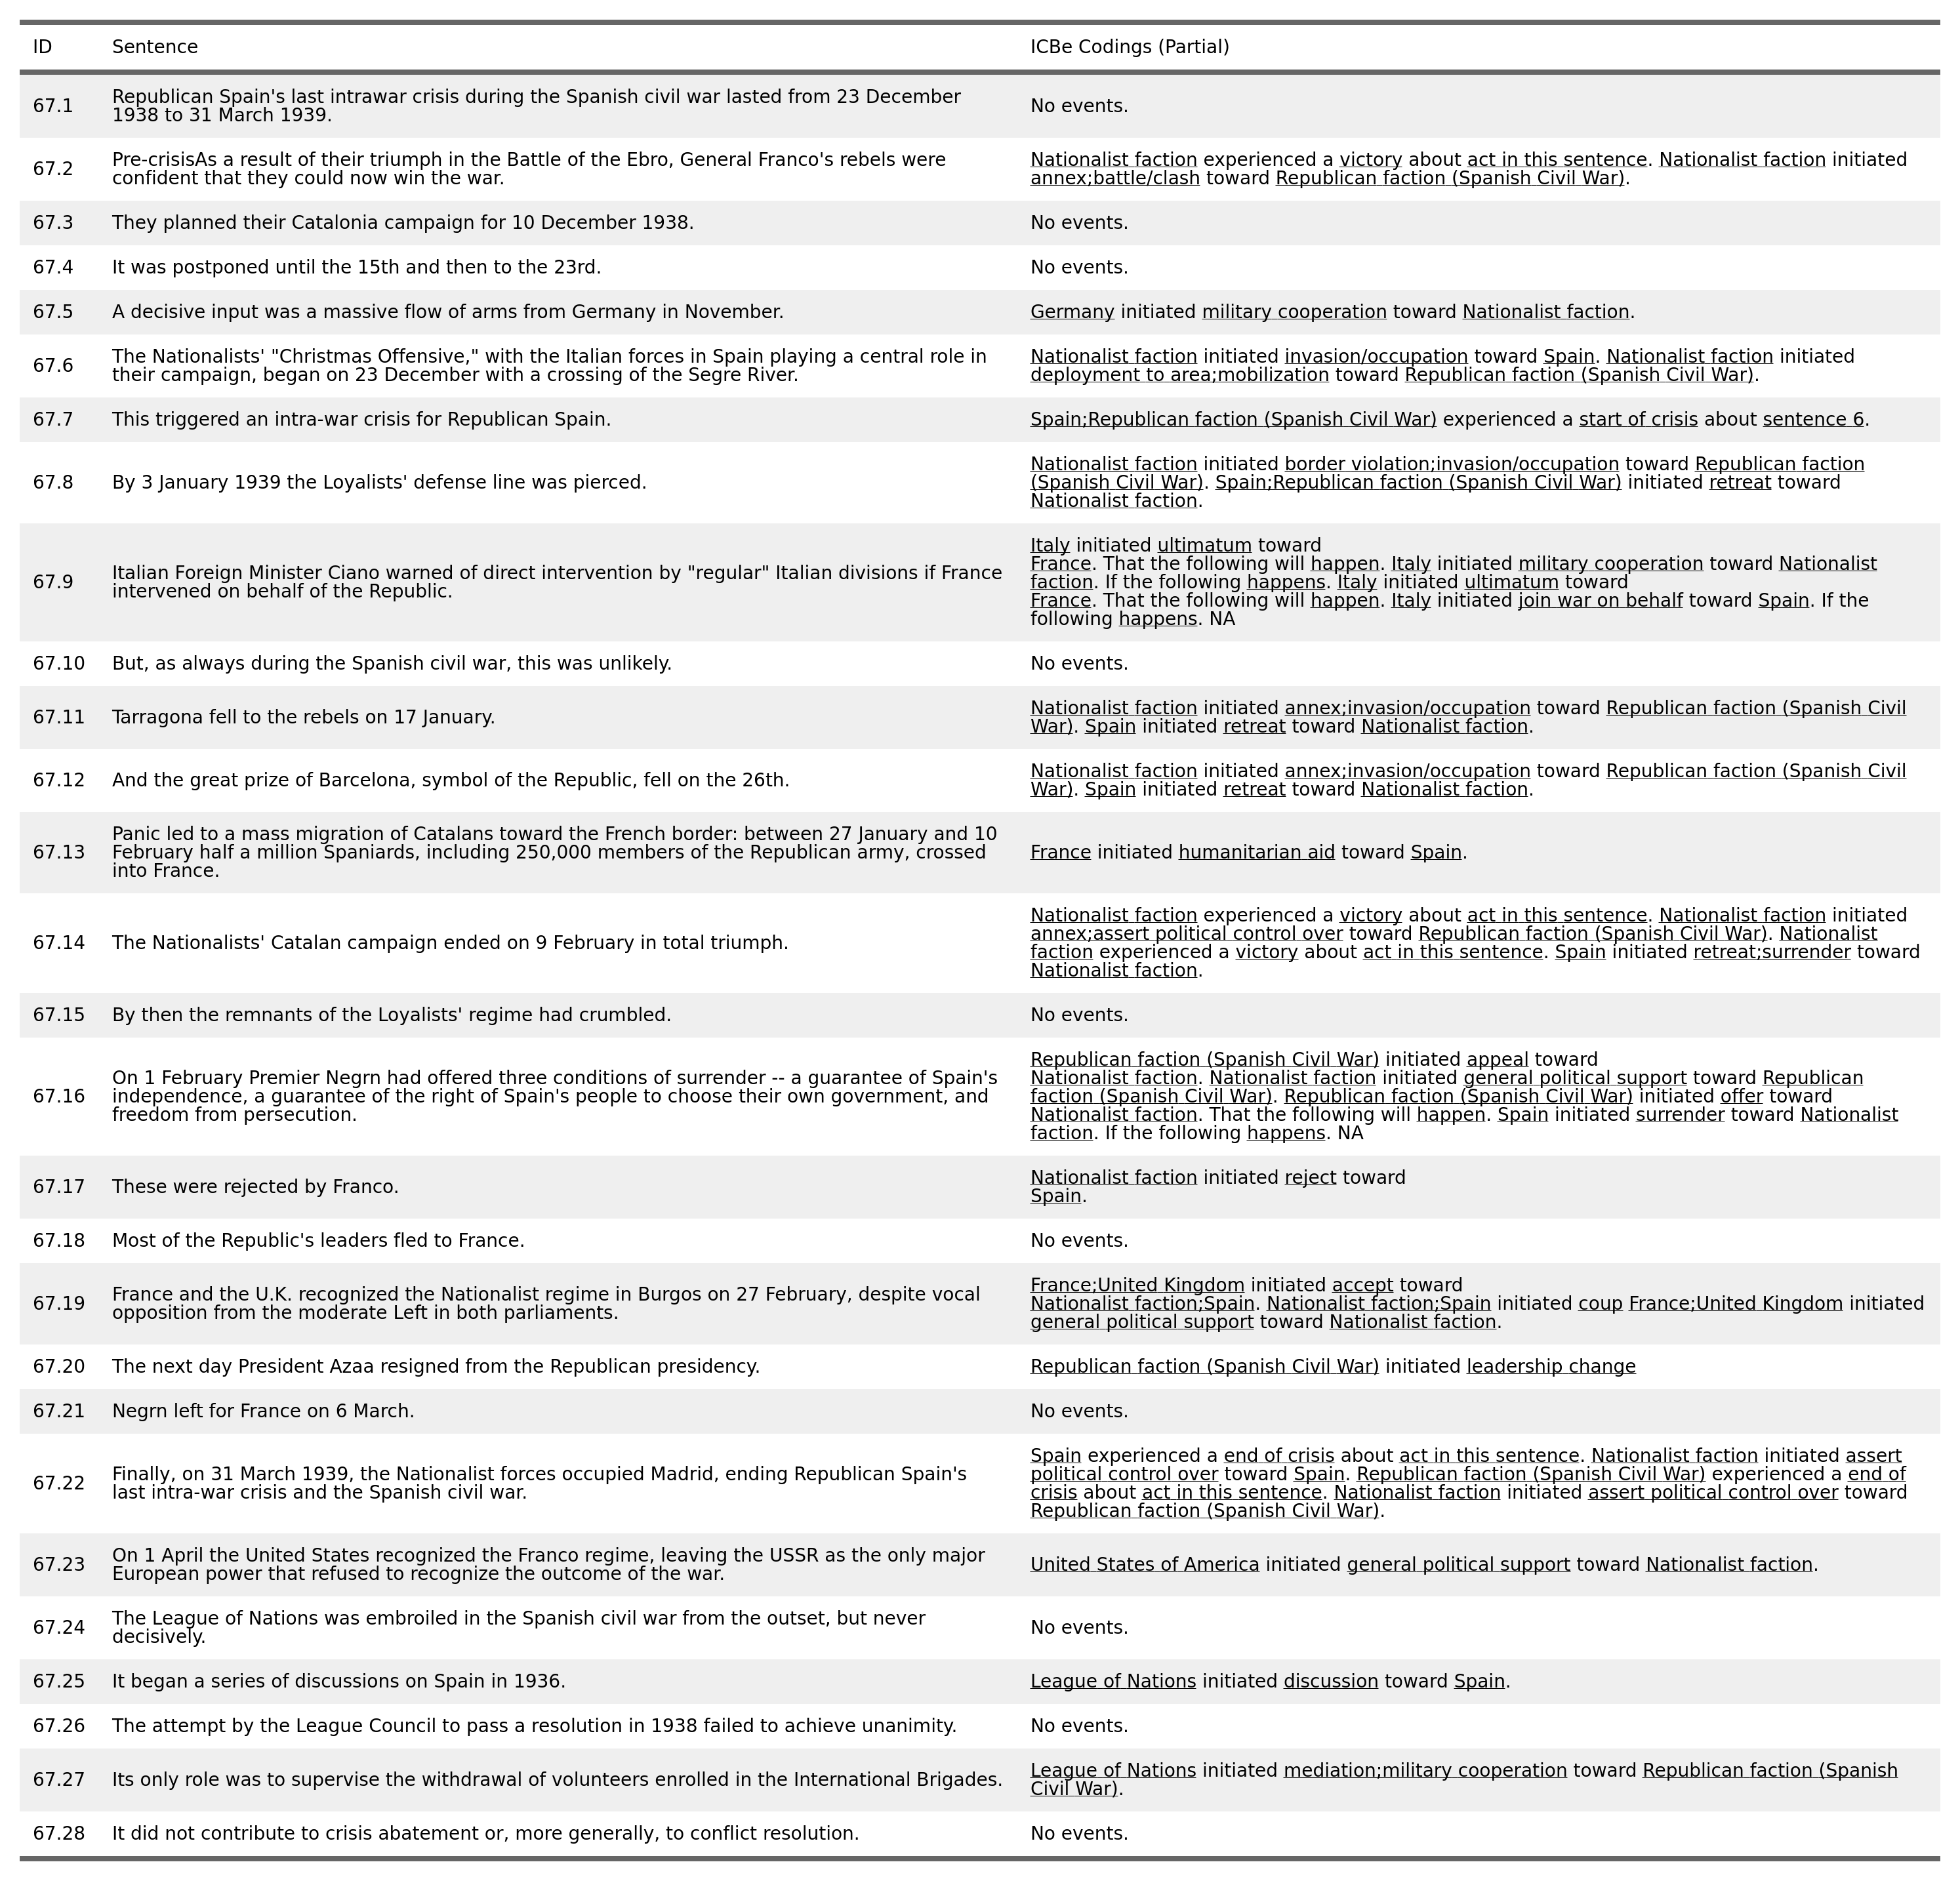 ID Sentence ICBe Codings (Partial)
67.1 Republican Spain's last intrawar crisis during the Spanish civil war lasted from 23 December
1938 to 31 March 1939.
No events.
67.2 Pre-crisisAs a result of their triumph in the Battle of the Ebro, General Franco's rebels were
confident that they could now win the war.
Nationalist faction experienced a victory about act in this sentence. Nationalist faction initiated
annex;battle/clash toward Republican faction (Spanish Civil War).
67.3 They planned their Catalonia campaign for 10 December 1938. No events.
67.4 It was postponed until the 15th and then to the 23rd. No events.
67.5 A decisive input was a massive flow of arms from Germany in November. Germany initiated military cooperation toward Nationalist faction.
67.6 The Nationalists' "Christmas Offensive," with the Italian forces in Spain playing a central role in
their campaign, began on 23 December with a crossing of the Segre River.
Nationalist faction initiated invasion/occupation toward Spain. Nationalist faction initiated
deployment to area;mobilization toward Republican faction (Spanish Civil War).
67.7 This triggered an intra-war crisis for Republican Spain. Spain;Republican faction (Spanish Civil War) experienced a start of crisis about sentence 6.
67.8 By 3 January 1939 the Loyalists' defense line was pierced.
Nationalist faction initiated border violation;invasion/occupation toward Republican faction
(Spanish Civil War). Spain;Republican faction (Spanish Civil War) initiated retreat toward
Nationalist faction.
67.9 Italian Foreign Minister Ciano warned of direct intervention by "regular" Italian divisions if France
intervened on behalf of the Republic.
Italy initiated ultimatum toward
France. That the following will happen. Italy initiated military cooperation toward Nationalist
faction. If the following happens. Italy initiated ultimatum toward
France. That the following will happen. Italy initiated join war on behalf toward Spain. If the
following happens. NA
67.10 But, as always during the Spanish civil war, this was unlikely. No events.
67.11 Tarragona fell to the rebels on 17 January.
Nationalist faction initiated annex;invasion/occupation toward Republican faction (Spanish Civil
War). Spain initiated retreat toward Nationalist faction.
67.12 And the great prize of Barcelona, symbol of the Republic, fell on the 26th.
Nationalist faction initiated annex;invasion/occupation toward Republican faction (Spanish Civil
War). Spain initiated retreat toward Nationalist faction.
67.13 Panic led to a mass migration of Catalans toward the French border: between 27 January and 10
February half a million Spaniards, including 250,000 members of the Republican army, crossed
into France.
France initiated humanitarian aid toward Spain.
67.14 The Nationalists' Catalan campaign ended on 9 February in total triumph.
Nationalist faction experienced a victory about act in this sentence. Nationalist faction initiated
annex;assert political control over toward Republican faction (Spanish Civil War). Nationalist
faction experienced a victory about act in this sentence. Spain initiated retreat;surrender toward
Nationalist faction.
67.15 By then the remnants of the Loyalists' regime had crumbled. No events.
67.16 On 1 February Premier Negrn had offered three conditions of surrender -- a guarantee of Spain's
independence, a guarantee of the right of Spain's people to choose their own government, and
freedom from persecution.
Republican faction (Spanish Civil War) initiated appeal toward
Nationalist faction. Nationalist faction initiated general political support toward Republican
faction (Spanish Civil War). Republican faction (Spanish Civil War) initiated offer toward
Nationalist faction. That the following will happen. Spain initiated surrender toward Nationalist
faction. If the following happens. NA
67.17 These were rejected by Franco.
Nationalist faction initiated reject toward
Spain.
67.18 Most of the Republic's leaders fled to France. No events.
67.19 France and the U.K. recognized the Nationalist regime in Burgos on 27 February, despite vocal
opposition from the moderate Left in both parliaments.
France;United Kingdom initiated accept toward
Nationalist faction;Spain. Nationalist faction;Spain initiated coup France;United Kingdom initiated
general political support toward Nationalist faction.
67.20 The next day President Azaa resigned from the Republican presidency. Republican faction (Spanish Civil War) initiated leadership change
67.21 Negrn left for France on 6 March. No events.
67.22 Finally, on 31 March 1939, the Nationalist forces occupied Madrid, ending Republican Spain's
last intra-war crisis and the Spanish civil war.
Spain experienced a end of crisis about act in this sentence. Nationalist faction initiated assert
political control over toward Spain. Republican faction (Spanish Civil War) experienced a end of
crisis about act in this sentence. Nationalist faction initiated assert political control over toward
Republican faction (Spanish Civil War).
67.23 On 1 April the United States recognized the Franco regime, leaving the USSR as the only major
European power that refused to recognize the outcome of the war.
United States of America initiated general political support toward Nationalist faction.
67.24 The League of Nations was embroiled in the Spanish civil war from the outset, but never
decisively.
No events.
67.25 It began a series of discussions on Spain in 1936. League of Nations initiated discussion toward Spain.
67.26 The attempt by the League Council to pass a resolution in 1938 failed to achieve unanimity. No events.
67.27 Its only role was to supervise the withdrawal of volunteers enrolled in the International Brigades.
League of Nations initiated mediation;military cooperation toward Republican faction (Spanish
Civil War).
67.28 It did not contribute to crisis abatement or, more generally, to conflict resolution. No events.